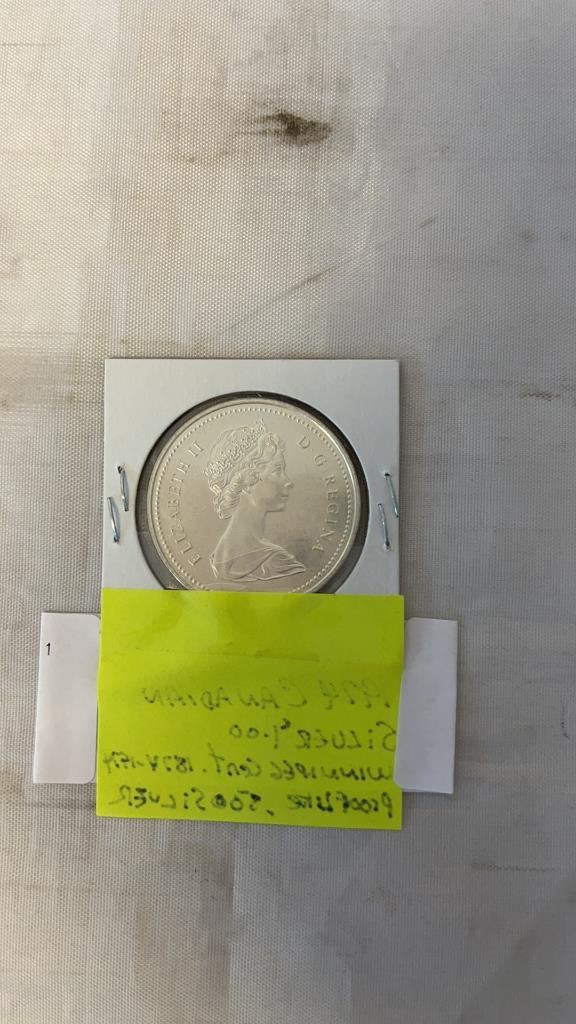 ELIZABETH II D·G·REGINA
1
1974 CANADIAN
SILVER $1.00
WINNIPEG Cent. 1874-1974
Prooflike .500 SILVER